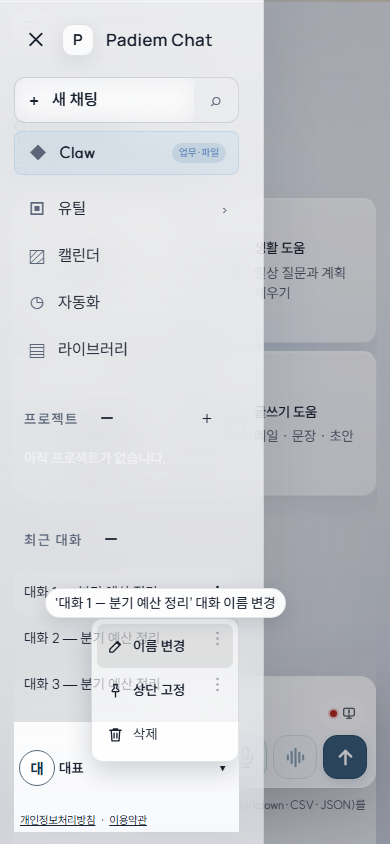 P Padiem Chat
+ 새 채팅
Claw 업무·파일
유틸
캘린더
자동화
라이브러리
프로젝트
아직 프로젝트가 없습니다.
최근 대화
'대화 1 — 분기 예산 정리' 대화 이름 변경
대화 2 — 분기 예산 정리
대화 3 — 분기 예산 정리
이름 변경
상단 고정
삭제
대 대표
개인정보처리방침 · 이용약관
생활 도움
일상 질문과 계획
세우기
글쓰기 도움
메일 · 문장 · 초안
CSV·JSON)를